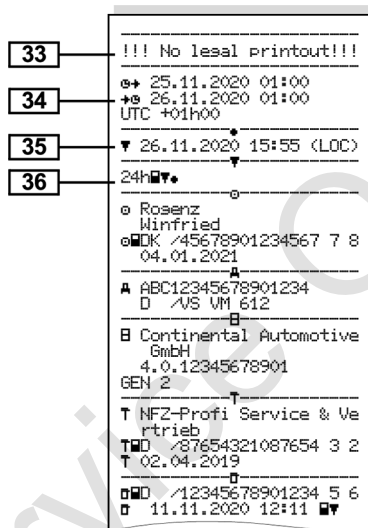 33
!!! No legal printout!!!
25.11.2020 01:00
34
26.11.2020 01:00
UTC +01h00
35
▼ 26.11.2020 15:55 (LOC)
36
24h▼
Rogenz
Winfried
DK /45678901234567 7 8
04.01.2021
A
A ABC12345678901234
D /VS VM 612
B
B Continental Automotive
GmbH
4.0.12345678901
GEN 2
T
T NFZ-Profi Service & Ve
rtrieb
T D /87654321087654 3 2
T 02.04.2019
D /12345678901234 5 6
11.11.2020 12:11 ▼
Service